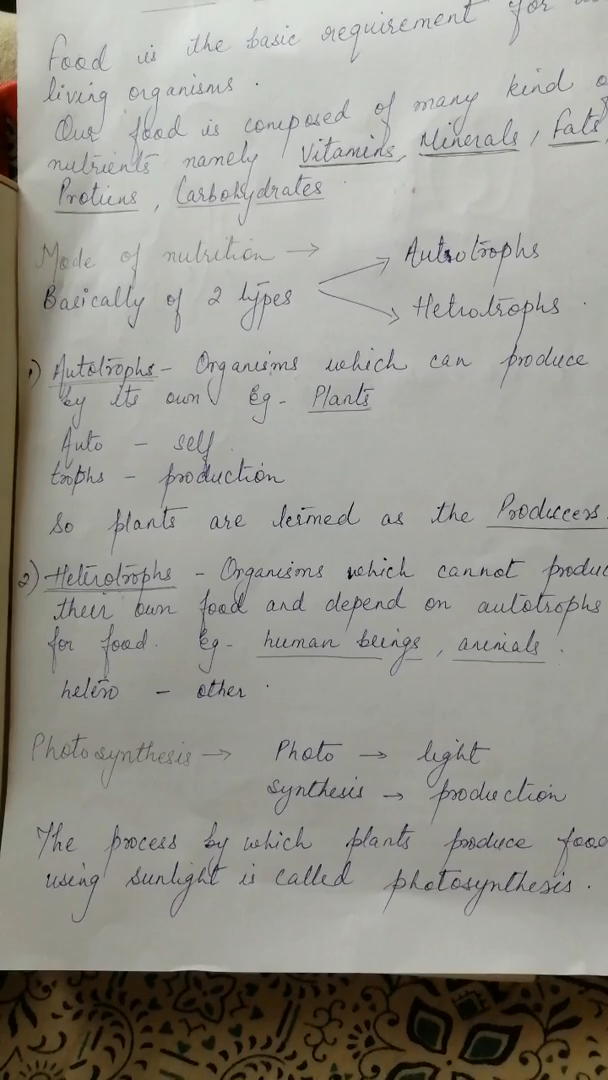 Food is the basic requirement for
living organisms.
Our food is composed of many kind
nutrients namely Vitamins, Minerals, Fats,
Protiens, Carbohydrates
Mode of nutrition → Autotrophs
Basically of 2 types Hetrotrophs.
1) Autotrophs - Organisms which can produce
by its own Eg - Plants
Auto - self
trophs - production
So plants are termed as the Producers.
2) Heterotrophs - Organisms which cannot produc
their own food and depend on autotrophs
for food. Eg - human beings, animals.
hetero - other.
Photosynthesis → Photo → light
synthesis → production
The process by which plants produce food
using sunlight is called photosynthesis.